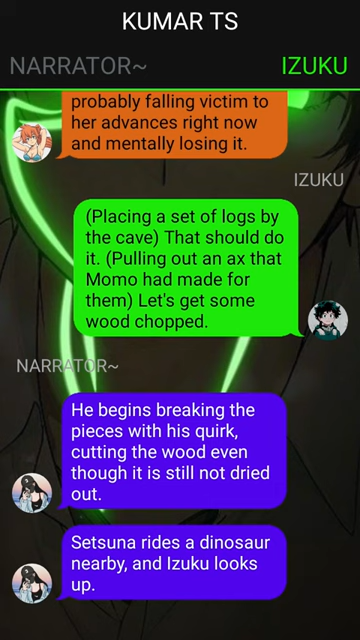 KUMAR TS
NARRATOR~
IZUKU
probably falling victim to
her advances right now
and mentally losing it.
IZUKU
(Placing a set of logs by
the cave) That should do
it. (Pulling out an ax that
Momo had made for
them) Let's get some
wood chopped.
NARRATOR~
He begins breaking the
pieces with his quirk,
cutting the wood even
though it is still not dried
out.
Setsuna rides a dinosaur
nearby, and Izuku looks
up.